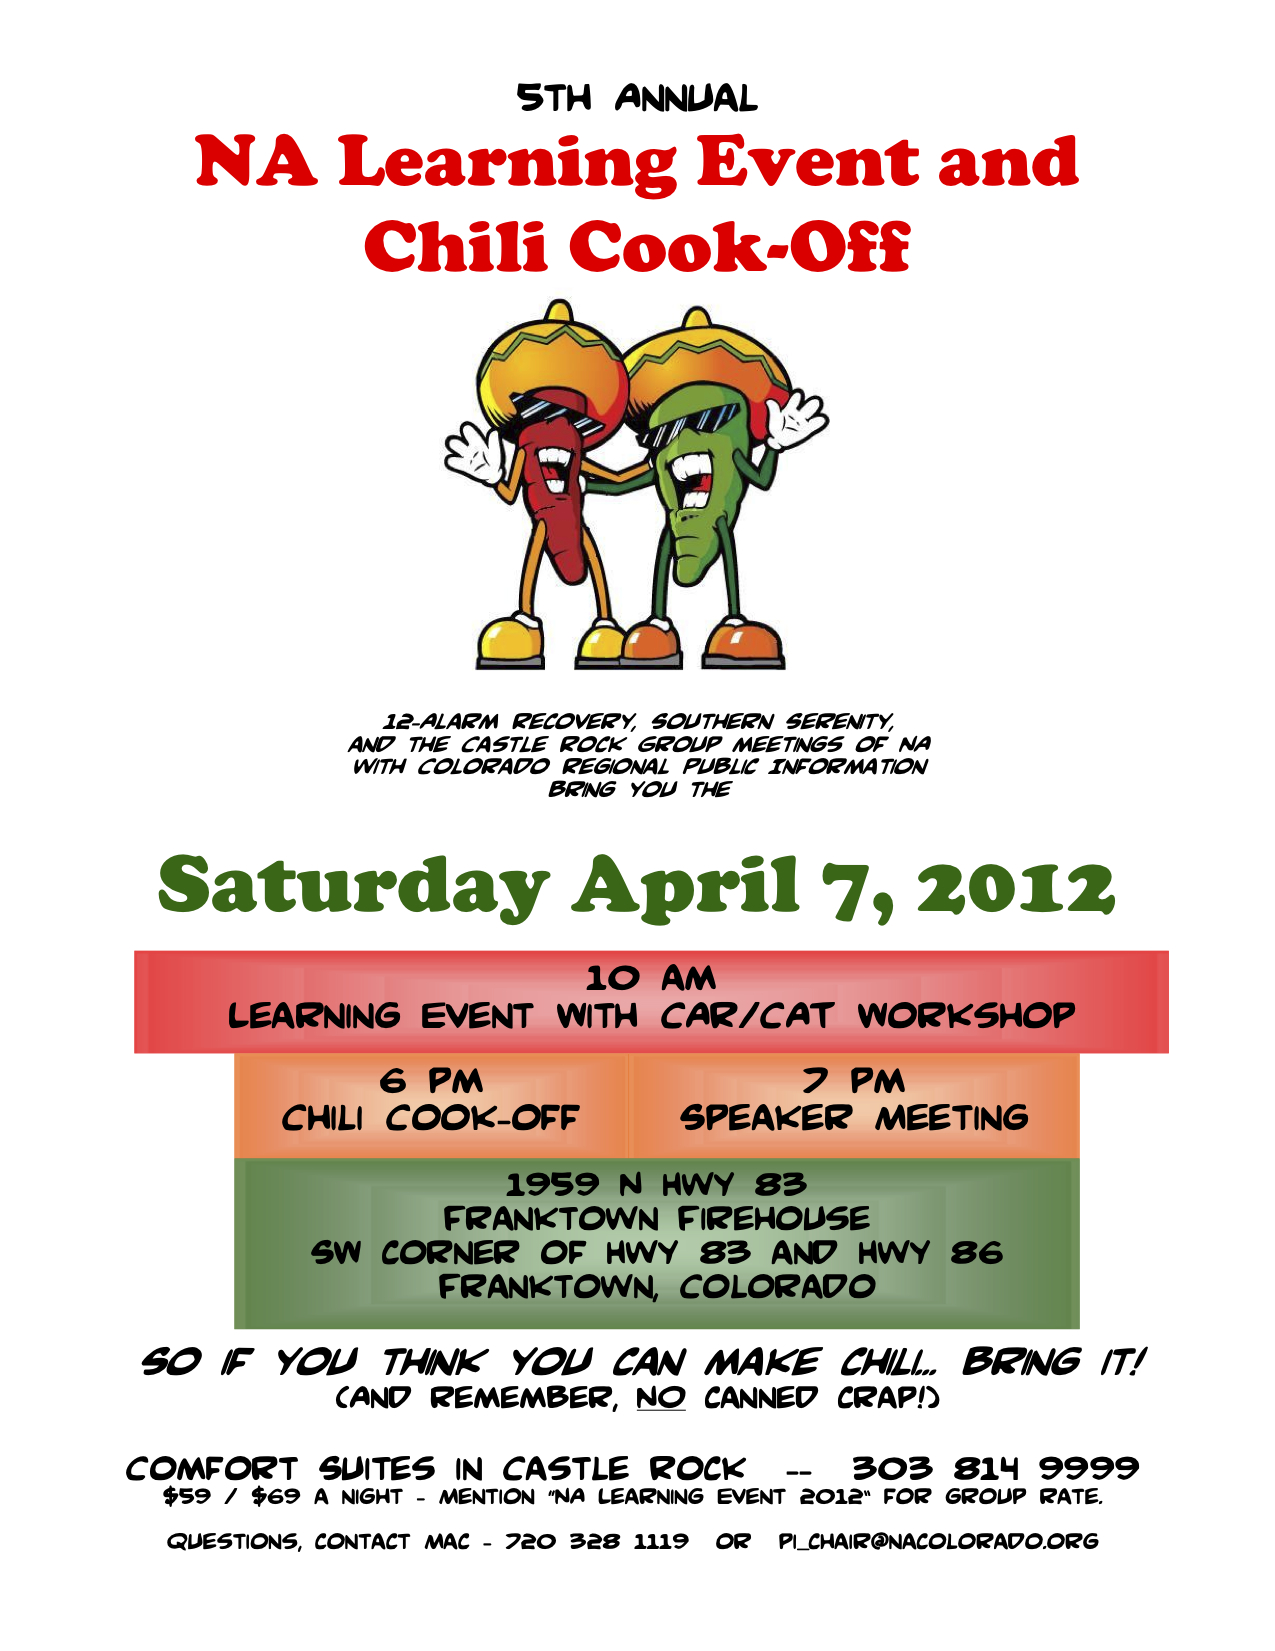 5TH ANNUAL
NA Learning Event and
Chili Cook-Off
12-ALARM RECOVERY, SOUTHERN SERENITY,
AND THE CASTLE ROCK GROUP MEETINGS OF NA
WITH COLORADO REGIONAL PUBLIC INFORMATION
BRING YOU THE
Saturday April 7, 2012
10 AM
LEARNING EVENT WITH CAR/CAT WORKSHOP
6 PM
CHILI COOK-OFF
7 PM
SPEAKER MEETING
1959 N HWY 83
FRANKTOWN FIREHOUSE
SW CORNER OF HWY 83 AND HWY 86
FRANKTOWN, COLORADO
SO IF YOU THINK YOU CAN MAKE CHILI... BRING IT!
(AND REMEMBER, NO CANNED CRAP!)
COMFORT SUITES IN CASTLE ROCK -- 303 814 9999
$59 / $69 A NIGHT - MENTION "NA LEARNING EVENT 2012" FOR GROUP RATE.
QUESTIONS, CONTACT MAC - 720 328 1119 OR PI_CHAIR@NACOLORADO.ORG